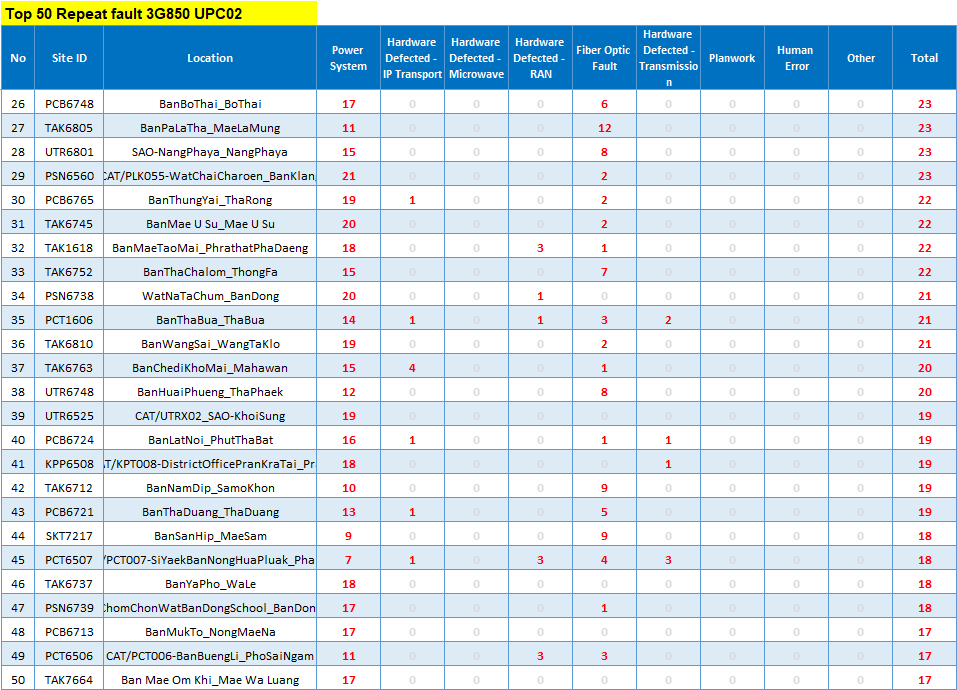 Top 50 Repeat fault 3G850 UPC02
No Site ID Location Power System Hardware Defected - IP Transport Hardware Defected - Microwave Hardware Defected - RAN Fiber Optic Fault Hardware Defected - Transmission Planwork Human Error Other Total
26 PCB6748 BanBoThai_BoThai 17 0 0 0 6 0 0 0 0 23
27 TAK6805 BanPaLaTha_MaeLaMung 11 0 0 0 12 0 0 0 0 23
28 UTR6801 SAO-NangPhaya_NangPhaya 15 0 0 0 8 0 0 0 0 23
29 PSN6560 CAT/PLK055-WatChaiCharoen_BanKlang 21 0 0 0 2 0 0 0 0 23
30 PCB6765 BanThungYai_ThaRong 19 1 0 0 2 0 0 0 0 22
31 TAK6745 BanMae U Su_Mae U Su 20 0 0 0 2 0 0 0 0 22
32 TAK1618 BanMaeTaoMai_PhrathatPhaDaeng 18 0 0 3 1 0 0 0 0 22
33 TAK6752 BanThaChalom_ThongFa 15 0 0 0 7 0 0 0 0 22
34 PSN6738 WatNaTaChum_BanDong 20 0 0 1 0 0 0 0 0 21
35 PCT1606 BanThaBua_ThaBua 14 1 0 1 3 2 0 0 0 21
36 TAK6810 BanWangSai_WangTaKlo 19 0 0 0 2 0 0 0 0 21
37 TAK6763 BanChediKhoMai_Mahawan 15 4 0 0 1 0 0 0 0 20
38 UTR6748 BanHuaiPhueng_ThaPhaek 12 0 0 0 8 0 0 0 0 20
39 UTR6525 CAT/UTRX02_SAO-KhoiSung 19 0 0 0 0 0 0 0 0 19
40 PCB6724 BanLatNoi_PhutThaBat 16 1 0 0 1 1 0 0 0 19
41 KPP6508 AT/KPT008-DistrictOfficePranKraTai_Pr 18 0 0 0 0 1 0 0 0 19
42 TAK6712 BanNamDip_SamoKhon 10 0 0 0 9 0 0 0 0 19
43 PCB6721 BanThaDuang_ThaDuang 13 1 0 0 5 0 0 0 0 19
44 SKT7217 BanSanHip_MaeSam 9 0 0 0 9 0 0 0 0 18
45 PCT6507 /PCT007-SiYaekBanNongHuaPluak_Pha 7 1 0 3 4 3 0 0 0 18
46 TAK6737 BanYaPho_WaLe 18 0 0 0 0 0 0 0 0 18
47 PSN6739 ChomChonWatBanDongSchool_BanDon 17 0 0 0 1 0 0 0 0 18
48 PCB6713 BanMukTo_NongMaeNa 17 0 0 0 0 0 0 0 0 17
49 PCT6506 CAT/PCT006-BanBuengLi_PhoSaiNgam 11 0 0 3 3 0 0 0 0 17
50 TAK7664 Ban Mae Om Khi_Mae Wa Luang 17 0 0 0 0 0 0 0 0 17